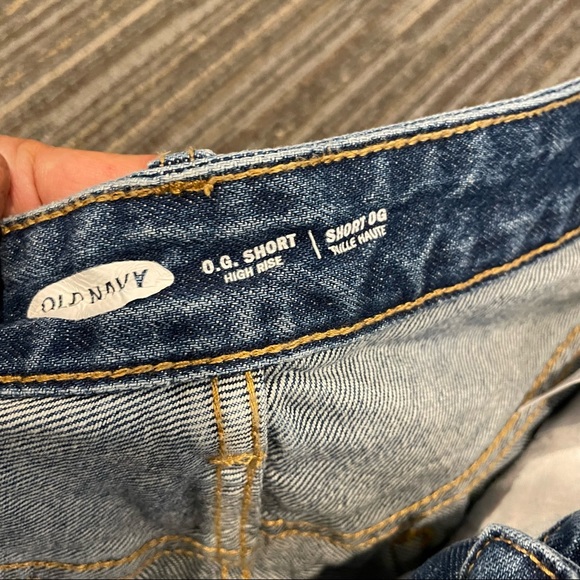 OLD NAVY
O.G. SHORT
HIGH RISE
SHORT OG
TAILLE HAUTE